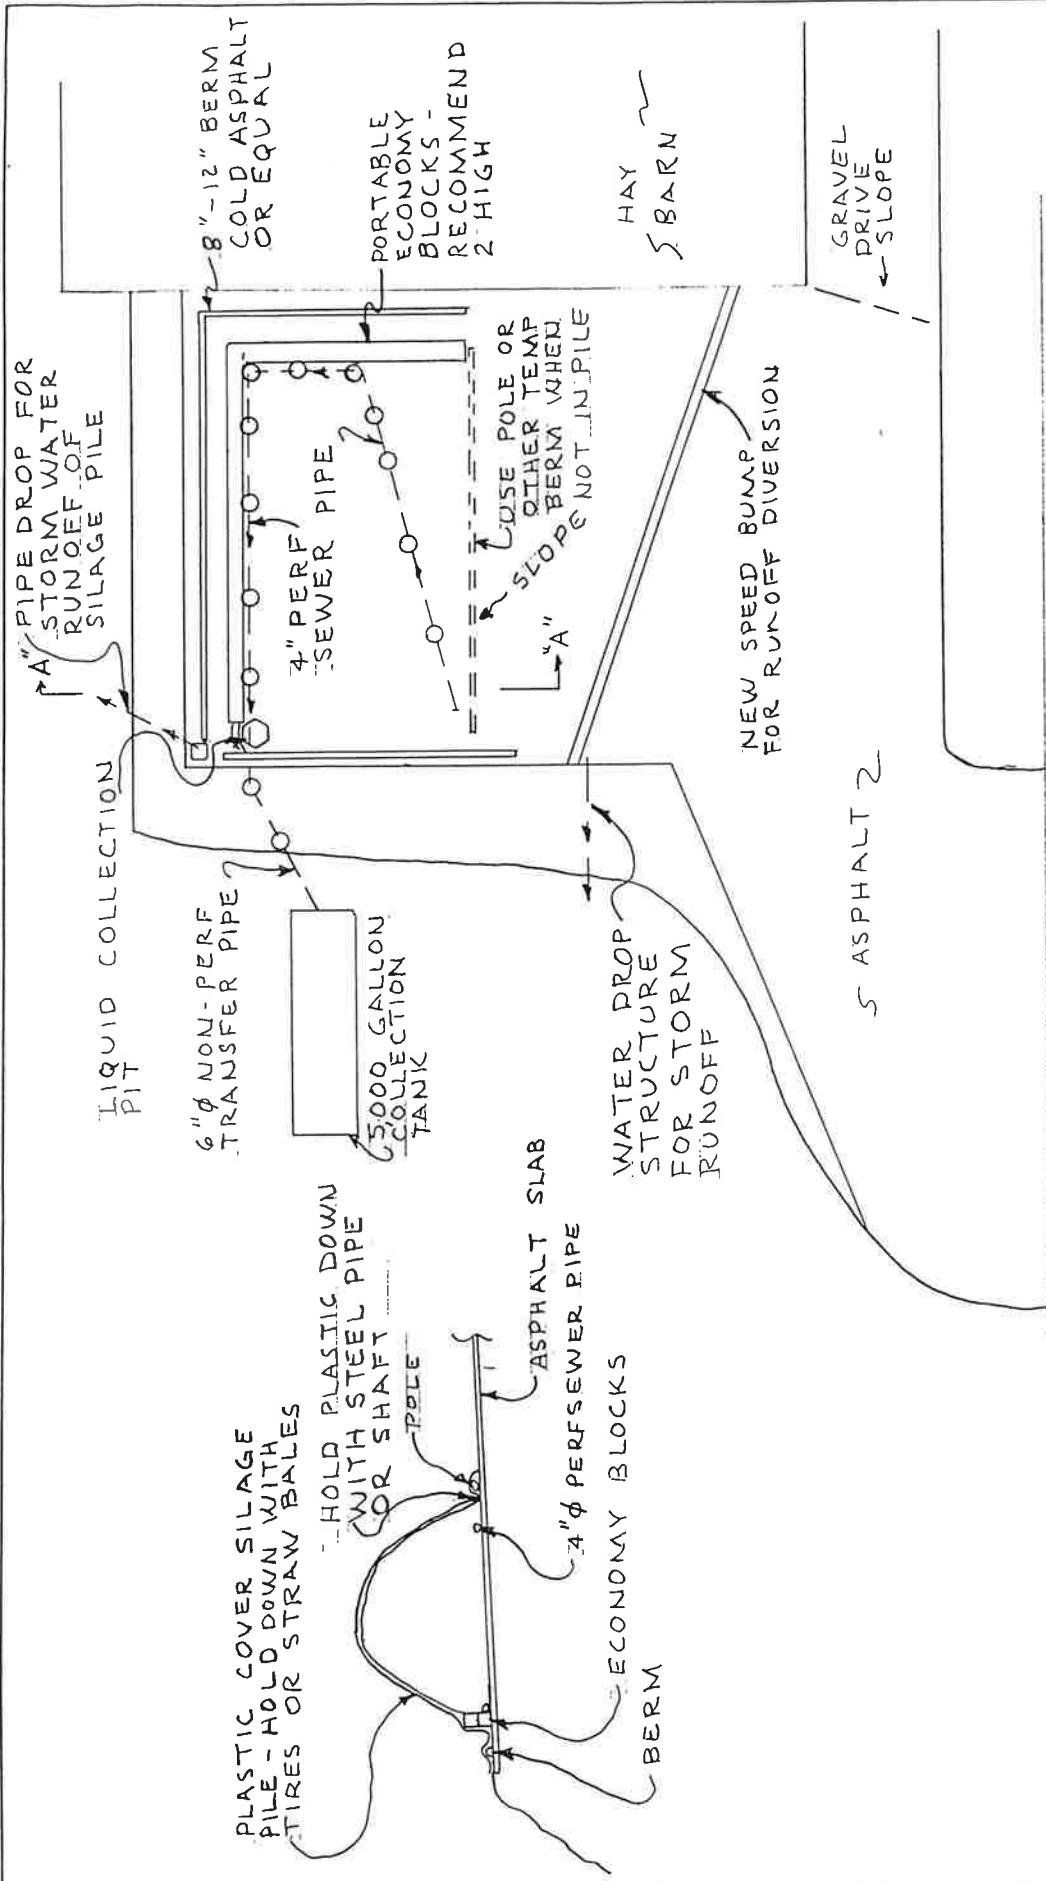 "A"
PIPE DROP FOR
STORM WATER
RUNOFF OF
SILAGE PILE
8"-12" BERM
COLD ASPHALT
OR EQUAL
LIQUID COLLECTION
PIT
PORTABLE
ECONOMY
BLOCKS -
RECOMMEND
2 HIGH
6"φ NON-PERF
TRANSFER PIPE
4" PERF
SEWER PIPE
5000 GALLON
COLLECTION
TANK
USE POLE OR
OTHER TEMP
BERM WHEN
NOT IN PILE
SLOPE
"A"
HAY
BARN
WATER DROP
STRUCTURE
FOR STORM
RUNOFF
NEW SPEED BUMP
FOR RUNOFF DIVERSION
GRAVEL
DRIVE
SLOPE
ASPHALT
PLASTIC COVER SILAGE
PILE - HOLD DOWN WITH
TIRES OR STRAW BALES
HOLD PLASTIC DOWN
WITH STEEL PIPE
OR SHAFT
POLE
ASPHALT SLAB
4"φ PERF SEWER PIPE
ECONOMY BLOCKS
BERM